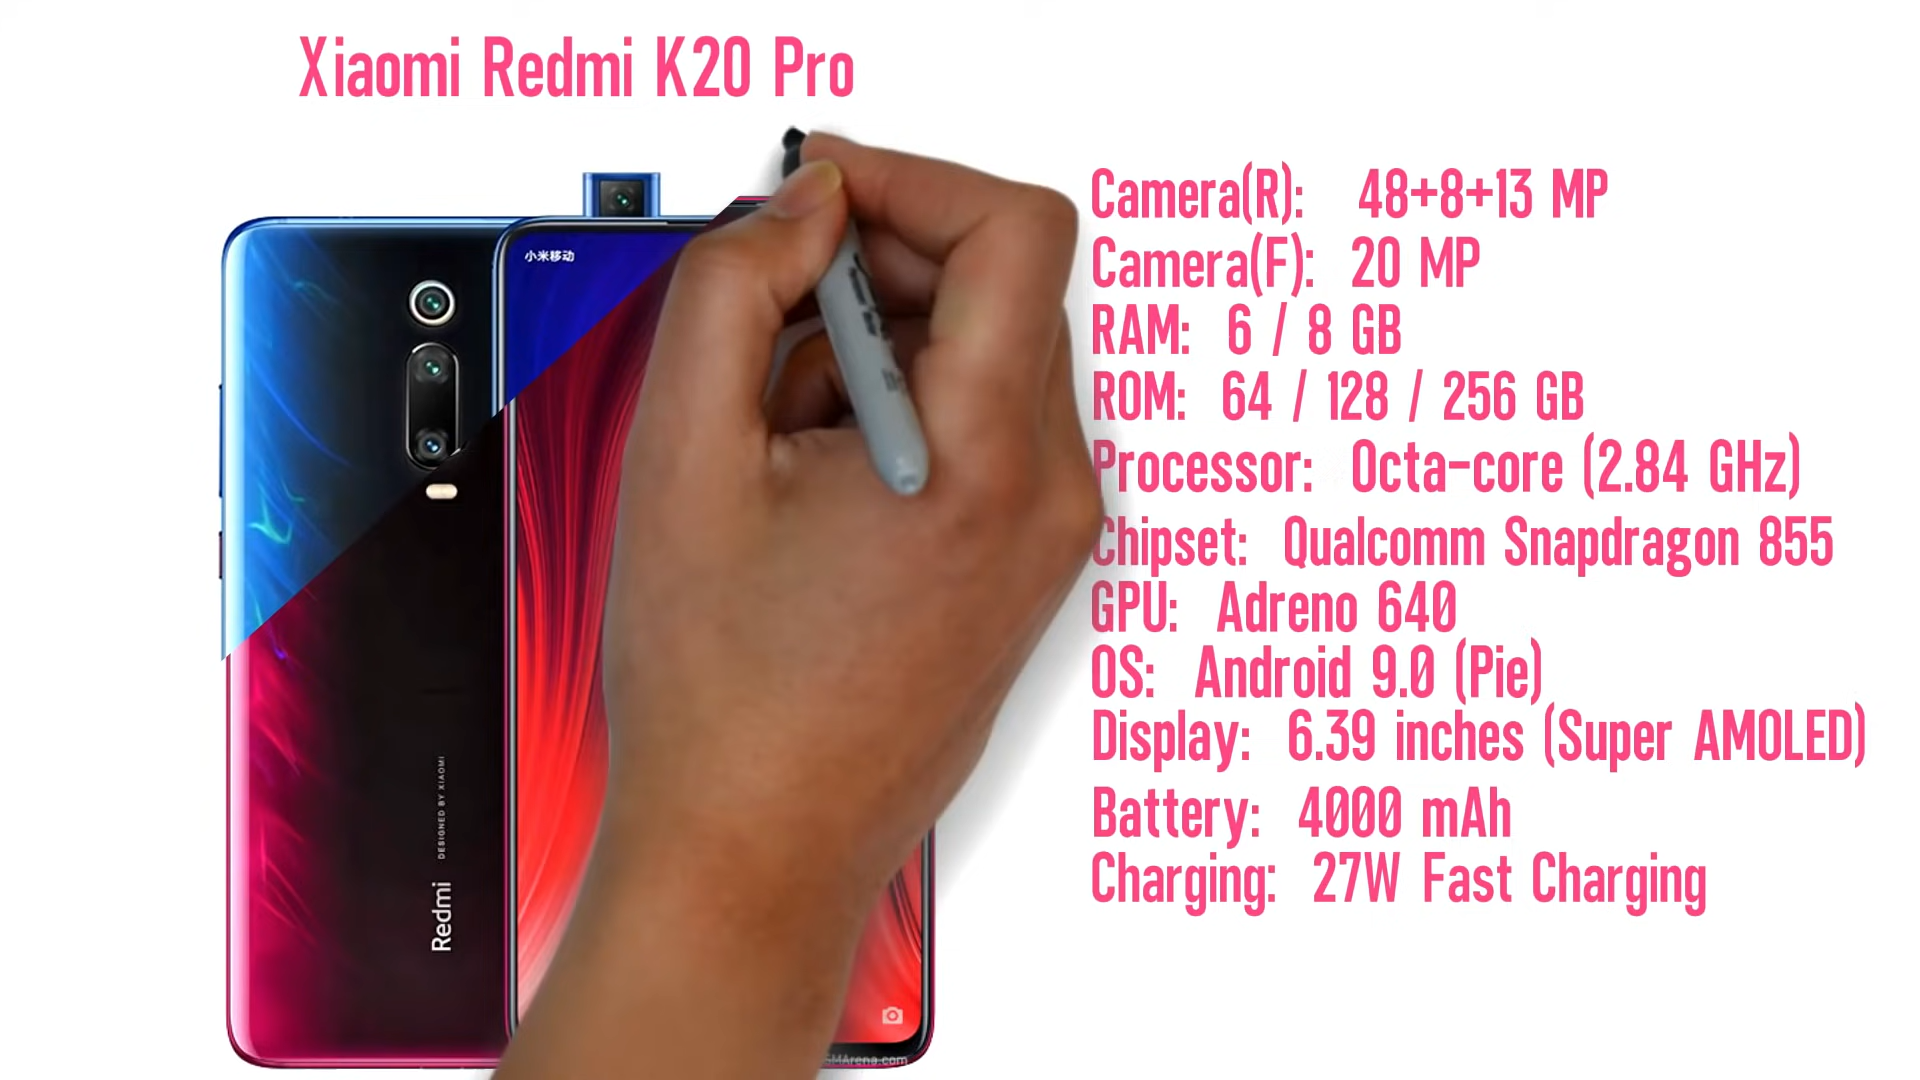 Xiaomi Redmi K20 Pro
小米移动
Camera(R): 48+8+13 MP
Camera(F): 20 MP
RAM: 6 / 8 GB
ROM: 64 / 128 / 256 GB
Processor: Octa-core (2.84 GHz)
Chipset: Qualcomm Snapdragon 855
GPU: Adreno 640
OS: Android 9.0 (Pie)
Display: 6.39 inches (Super AMOLED)
Battery: 4000 mAh
Charging: 27W Fast Charging
Redmi
DESIGNED BY XIAOMI
SMArena.com